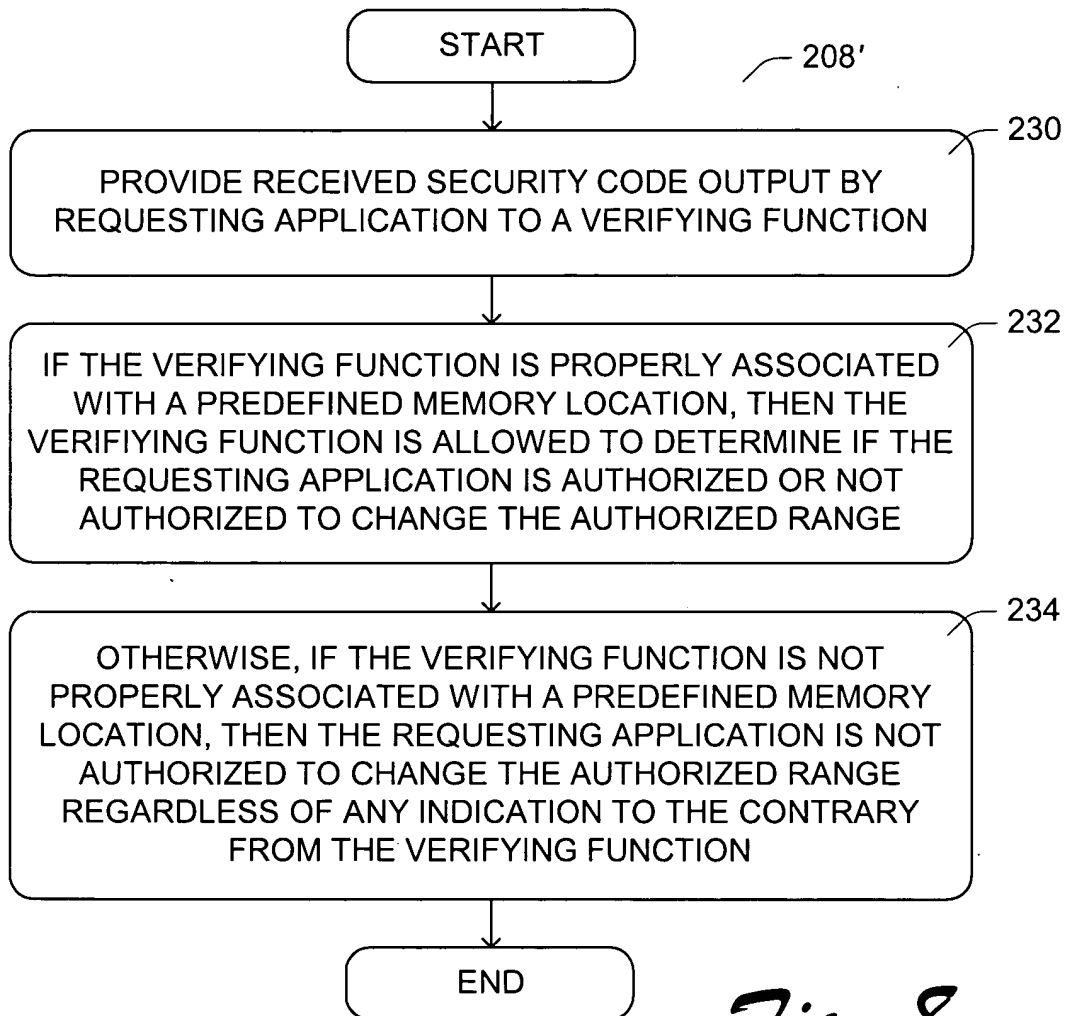 START
208'
230
PROVIDE RECEIVED SECURITY CODE OUTPUT BY
REQUESTING APPLICATION TO A VERIFYING FUNCTION
232
IF THE VERIFYING FUNCTION IS PROPERLY ASSOCIATED
WITH A PREDEFINED MEMORY LOCATION, THEN THE
VERIFIYING FUNCTION IS ALLOWED TO DETERMINE IF THE
REQUESTING APPLICATION IS AUTHORIZED OR NOT
AUTHORIZED TO CHANGE THE AUTHORIZED RANGE
234
OTHERWISE, IF THE VERIFYING FUNCTION IS NOT
PROPERLY ASSOCIATED WITH A PREDEFINED MEMORY
LOCATION, THEN THE REQUESTING APPLICATION IS NOT
AUTHORIZED TO CHANGE THE AUTHORIZED RANGE
REGARDLESS OF ANY INDICATION TO THE CONTRARY
FROM THE VERIFYING FUNCTION
END
Fig. 8